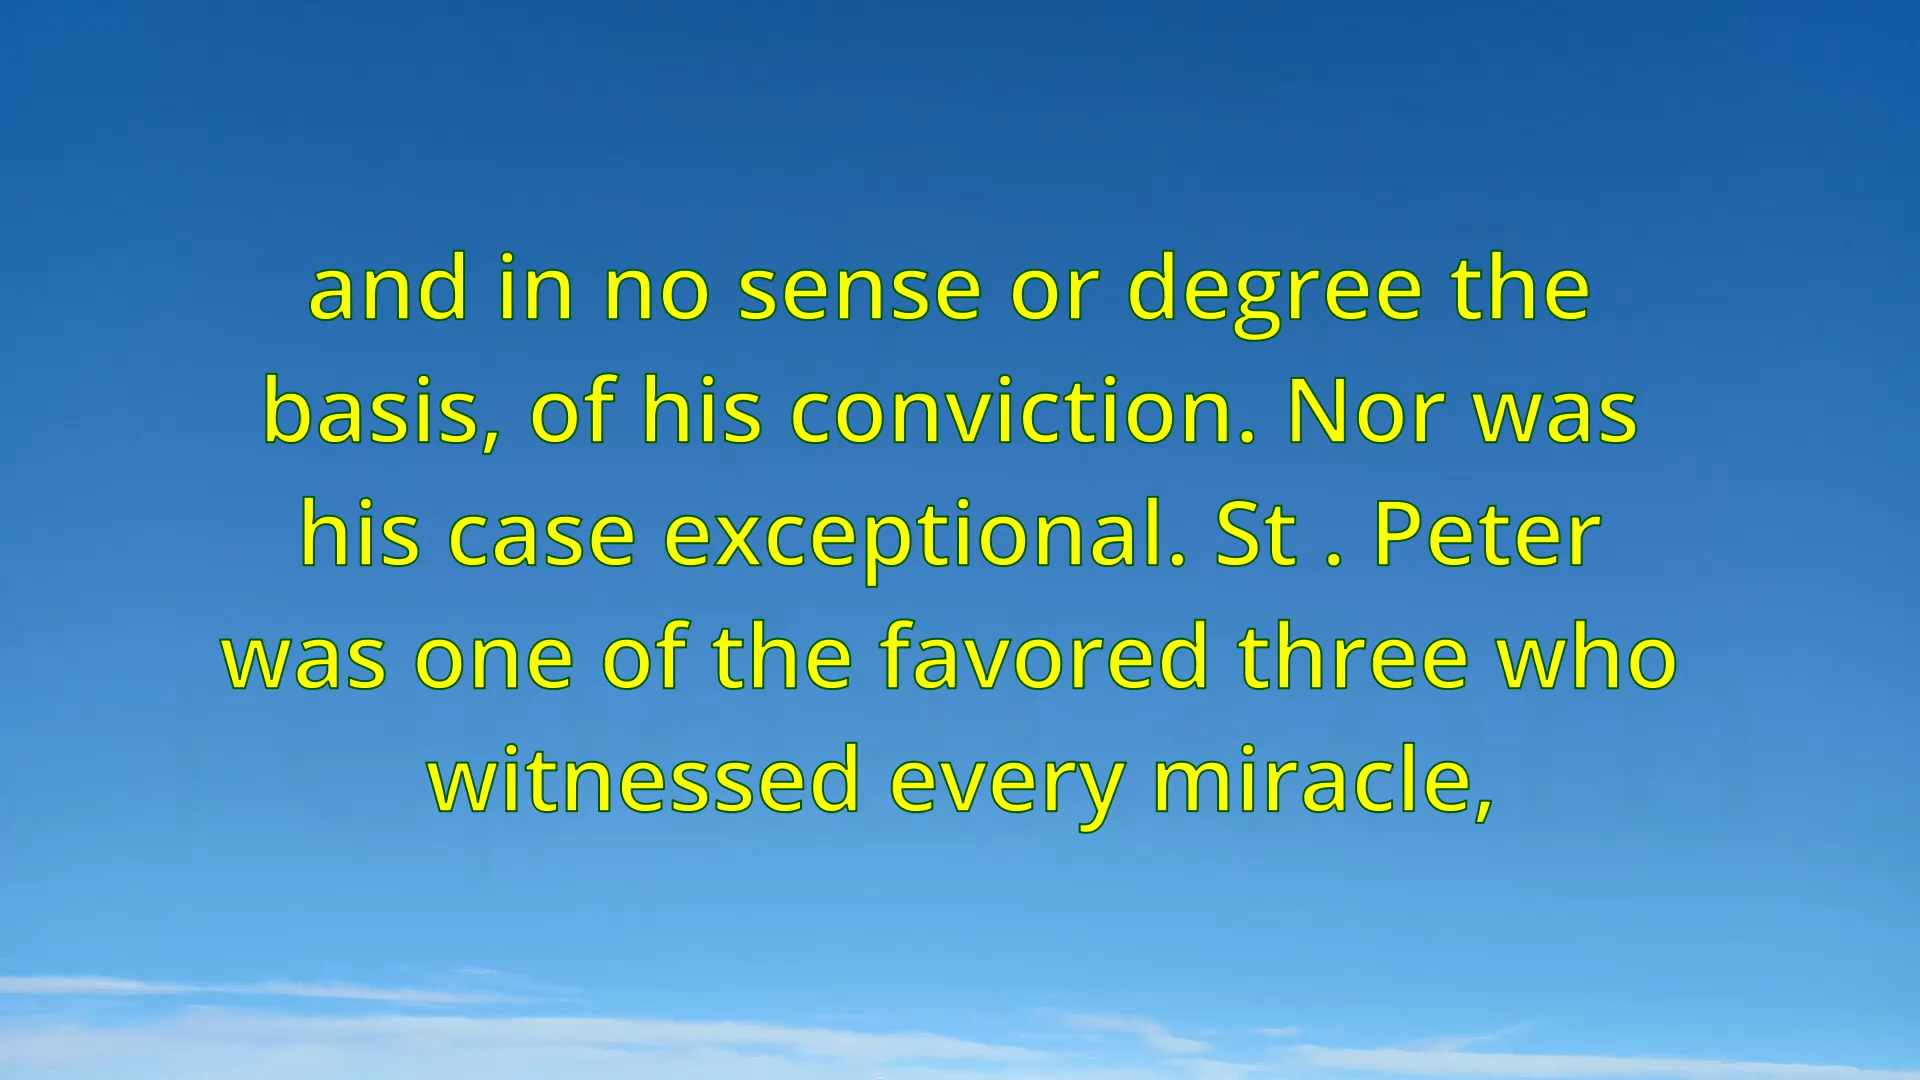 and in no sense or degree the
basis, of his conviction. Nor was
his case exceptional. St . Peter
was one of the favored three who
witnessed every miracle,